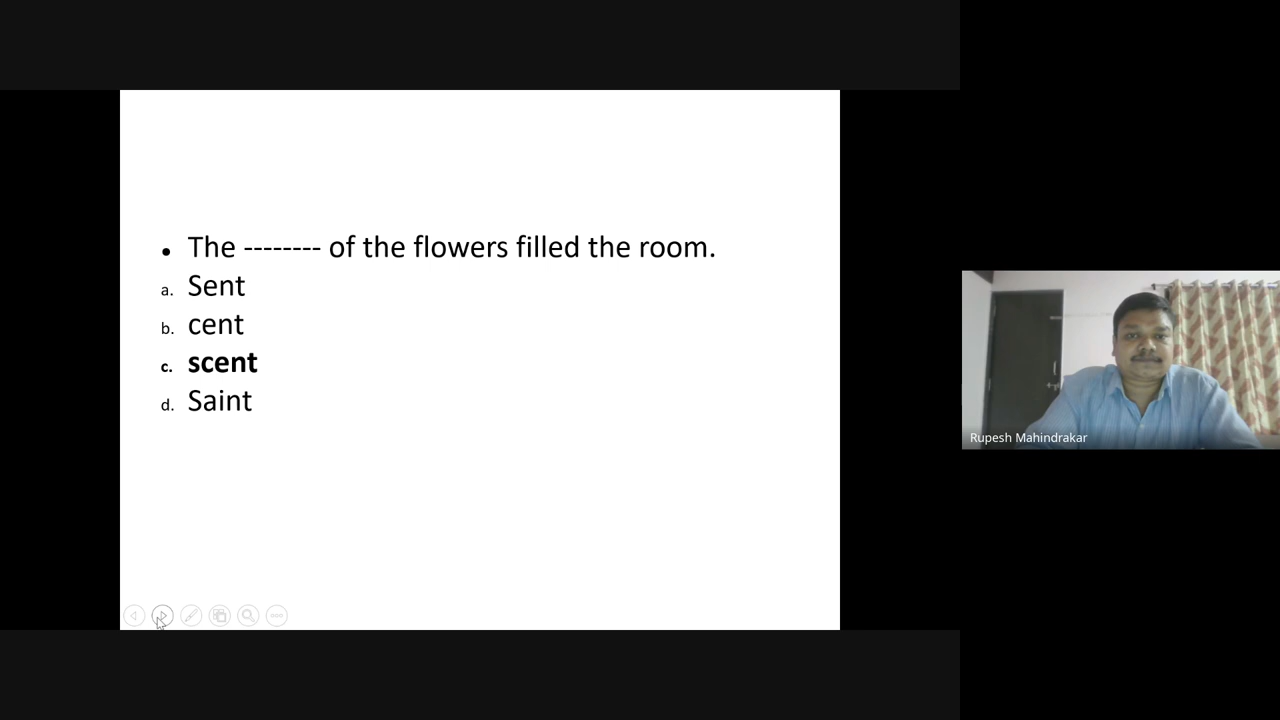 • The -------- of the flowers filled the room.
a. Sent
b. cent
c. scent
d. Saint
Rupesh Mahindrakar